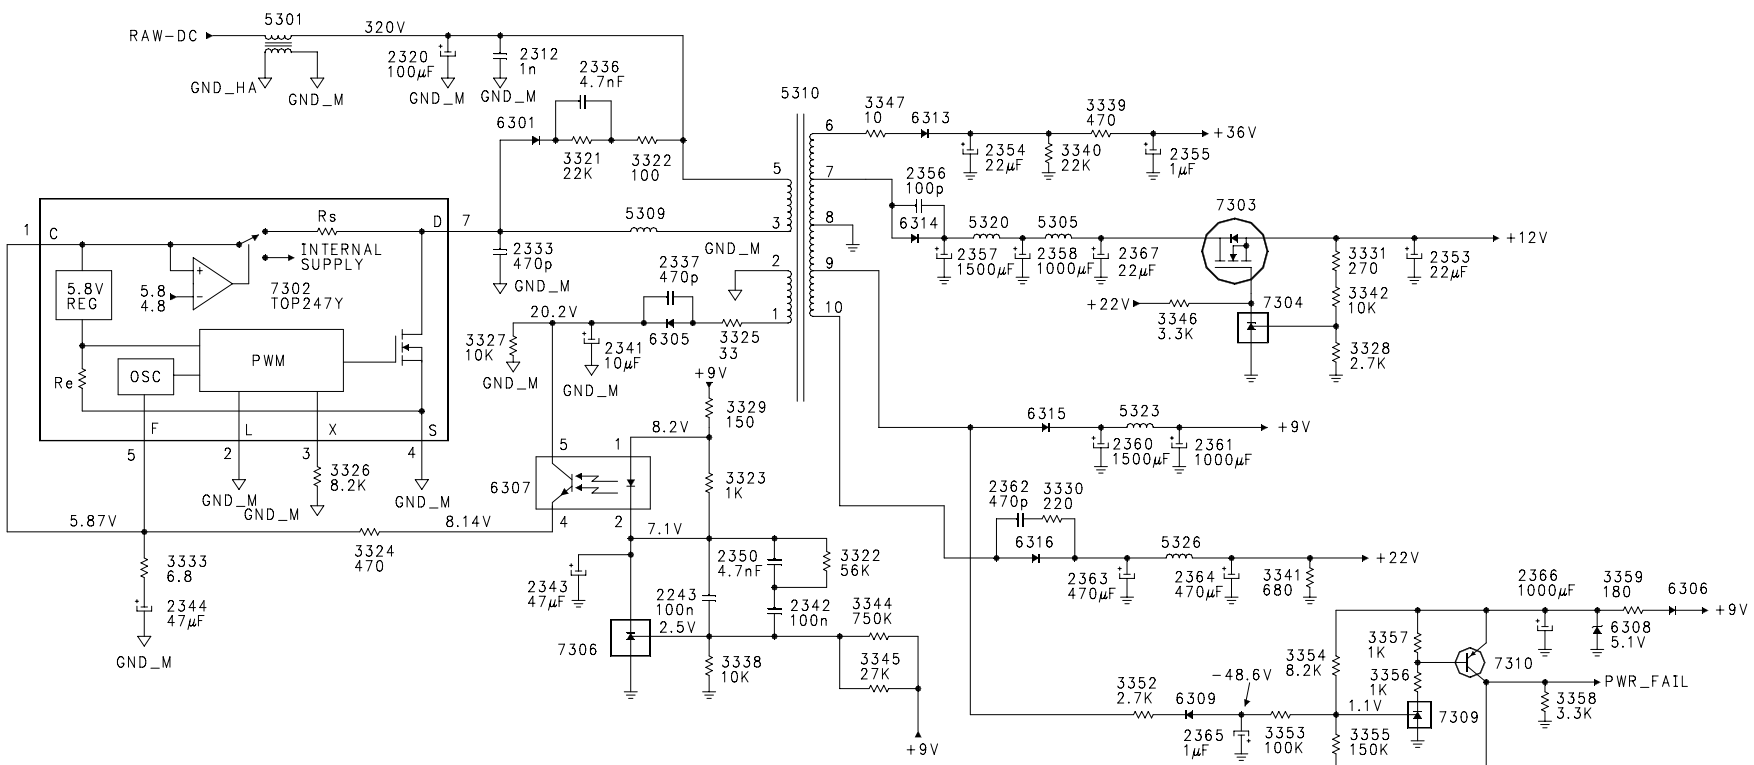 5301
RAW-DC
320V
GND_HA
GND_M
2320
100µF
GND_M
2312
1n
GND_M
2336
4.7nF
6301
3321
22K
3322
100
5310
5
3
2
1
6
7
8
9
10
3347
10
6313
2354
22µF
3340
22K
3339
470
2355
1µF
+36V
2356
100p
6314
5320
5305
2357
1500µF
2358
1000µF
2367
22µF
7303
3331
270
2353
22µF
+12V
3342
10K
+22V
3346
3.3K
7304
3328
2.7K
1
C
Rs
D
7
INTERNAL
SUPPLY
5.8V
REG
5.8
4.8
+
-
7302
TOP247Y
PWM
OSC
Re
F
L
X
S
5
2
3
4
GND_M
3326
8.2K
GND_M
GND_M
5309
2333
470p
GND_M
GND_M
2337
470p
20.2V
3327
10K
GND_M
2341
10µF
GND_M
6305
3325
33
+9V
3329
150
8.2V
5
1
6307
4
2
3323
1K
5.87V
8.14V
7.1V
3324
470
3333
6.8
2344
47µF
GND_M
2343
47µF
2350
4.7nF
3322
56K
2243
100n
2342
100n
2.5V
7306
3338
10K
3344
750K
3345
27K
+9V
6315
5323
2360
1500µF
2361
1000µF
+9V
2362
470p
3330
220
6316
5326
2363
470µF
2364
470µF
3341
680
+22V
2366
1000µF
3359
180
6306
+9V
6308
5.1V
3357
1K
3354
8.2K
3356
1K
7310
PWR_FAIL
3358
3.3K
-48.6V
3352
2.7K
6309
2365
1µF
3353
100K
1.1V
3355
150K
7309